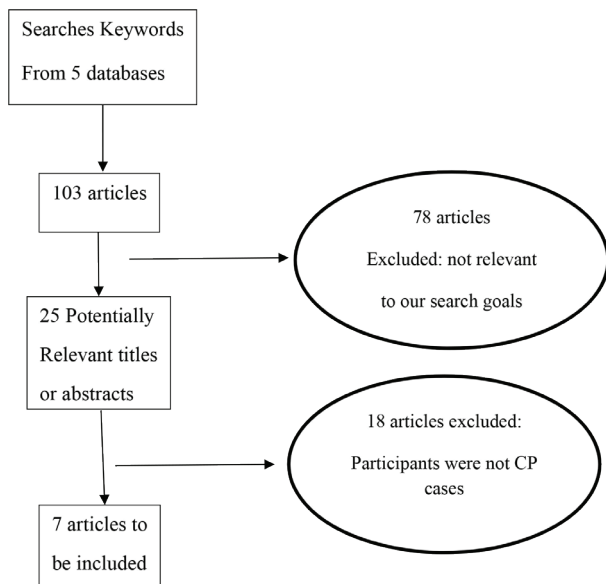 Searches Keywords
From 5 databases
103 articles
78 articles
Excluded: not relevant
to our search goals
25 Potentially
Relevant titles
or abstracts
18 articles excluded:
Participants were not CP
cases
7 articles to
be included